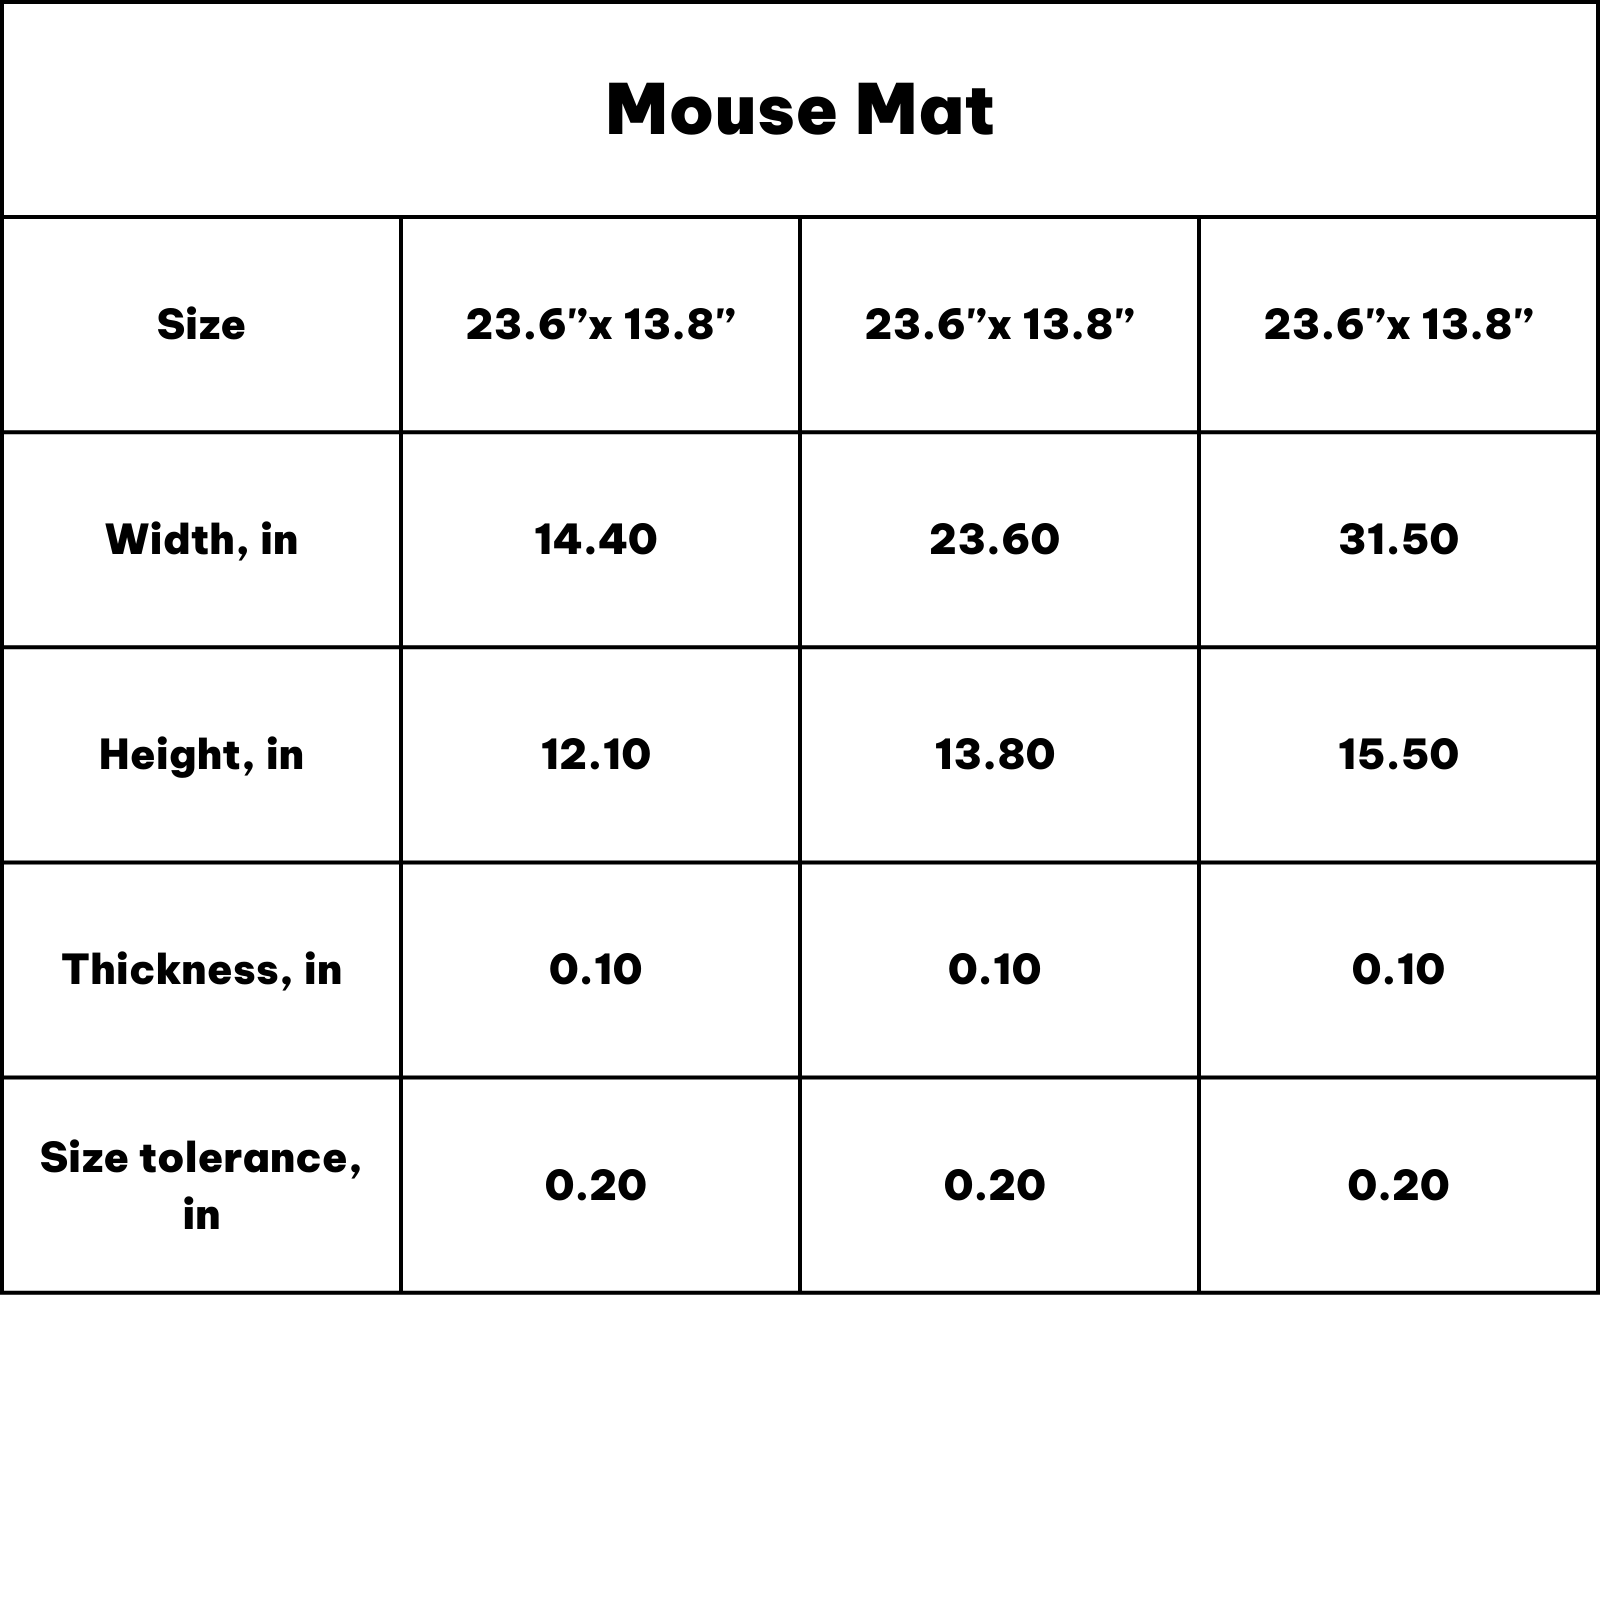 Mouse Mat
Size 23.6”x 13.8” 23.6”x 13.8” 23.6”x 13.8”
Width, in 14.40 23.60 31.50
Height, in 12.10 13.80 15.50
Thickness, in 0.10 0.10 0.10
Size tolerance,
in 0.20 0.20 0.20